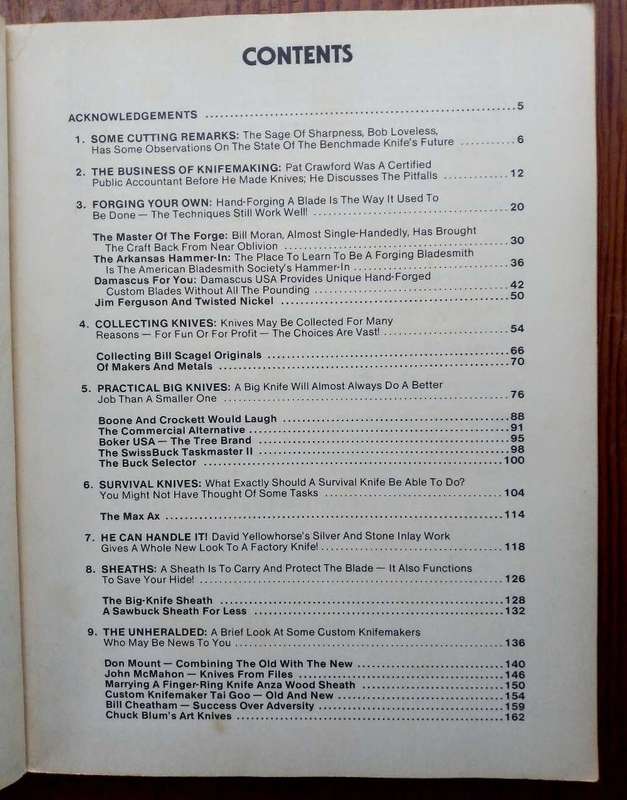 CONTENTS
ACKNOWLEDGEMENTS ........ 5
1. SOME CUTTING REMARKS: The Sage Of Sharpness, Bob Loveless,
Has Some Observations On The State Of The Benchmade Knife's Future ........ 6
2. THE BUSINESS OF KNIFEMAKING: Pat Crawford Was A Certified
Public Accountant Before He Made Knives; He Discusses The Pitfalls ........ 12
3. FORGING YOUR OWN: Hand-Forging A Blade Is The Way It Used To
Be Done — The Techniques Still Work Well! ........ 20
The Master Of The Forge: Bill Moran, Almost Single-Handedly, Has Brought
The Craft Back From Near Oblivion ........ 30
The Arkansas Hammer-In: The Place To Learn To Be A Forging Bladesmith
Is The American Bladesmith Society's Hammer-In ........ 36
Damascus For You: Damascus USA Provides Unique Hand-Forged
Custom Blades Without All The Pounding ........ 42
Jim Ferguson And Twisted Nickel ........ 50
4. COLLECTING KNIVES: Knives May Be Collected For Many
Reasons — For Fun Or For Profit — The Choices Are Vast! ........ 54
Collecting Bill Scagel Originals ........ 66
Of Makers And Metals ........ 70
5. PRACTICAL BIG KNIVES: A Big Knife Will Almost Always Do A Better
Job Than A Smaller One ........ 76
Boone And Crockett Would Laugh ........ 88
The Commercial Alternative ........ 91
Boker USA — The Tree Brand ........ 95
The SwissBuck Taskmaster II ........ 98
The Buck Selector ........ 100
6. SURVIVAL KNIVES: What Exactly Should A Survival Knife Be Able To Do?
You Might Not Have Thought Of Some Tasks ........ 104
The Max Ax ........ 114
7. HE CAN HANDLE IT! David Yellowhorse's Silver And Stone Inlay Work
Gives A Whole New Look To A Factory Knife! ........ 118
8. SHEATHS: A Sheath Is To Carry And Protect The Blade — It Also Functions
To Save Your Hide! ........ 126
The Big-Knife Sheath ........ 128
A Sawbuck Sheath For Less ........ 132
9. THE UNHERALDED: A Brief Look At Some Custom Knifemakers
Who May Be News To You ........ 136
Don Mount — Combining The Old With The New ........ 140
John McMahon — Knives From Files ........ 146
Marrying A Finger-Ring Knife Anza Wood Sheath ........ 150
Custom Knifemaker Tai Goo — Old And New ........ 154
Bill Cheatham — Success Over Adversity ........ 159
Chuck Blum's Art Knives ........ 162